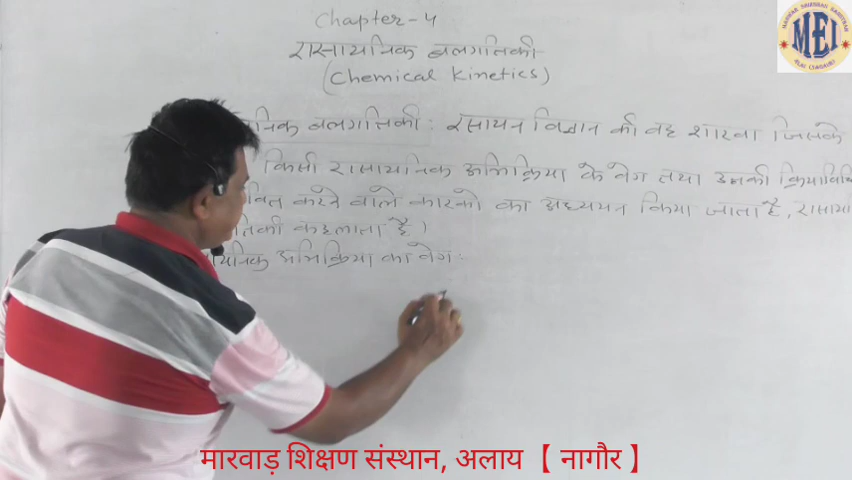 Chapter-4
रासायनिक बलगतिकी
(Chemical Kinetics)
MEI
निक बलगतिकी : रसायन विज्ञान की वह शाखा जिसके
किसी रासायनिक अभिक्रिया के वेग तथा उनकी क्रियावि
वित करने वाले कारको का अध्ययन किया जाता है, रासाय
तिकी कहलाता है।
यनिक अभिक्रिया का वेग :
मारवाड़ शिक्षण संस्थान, अलाय 【 नागौर 】